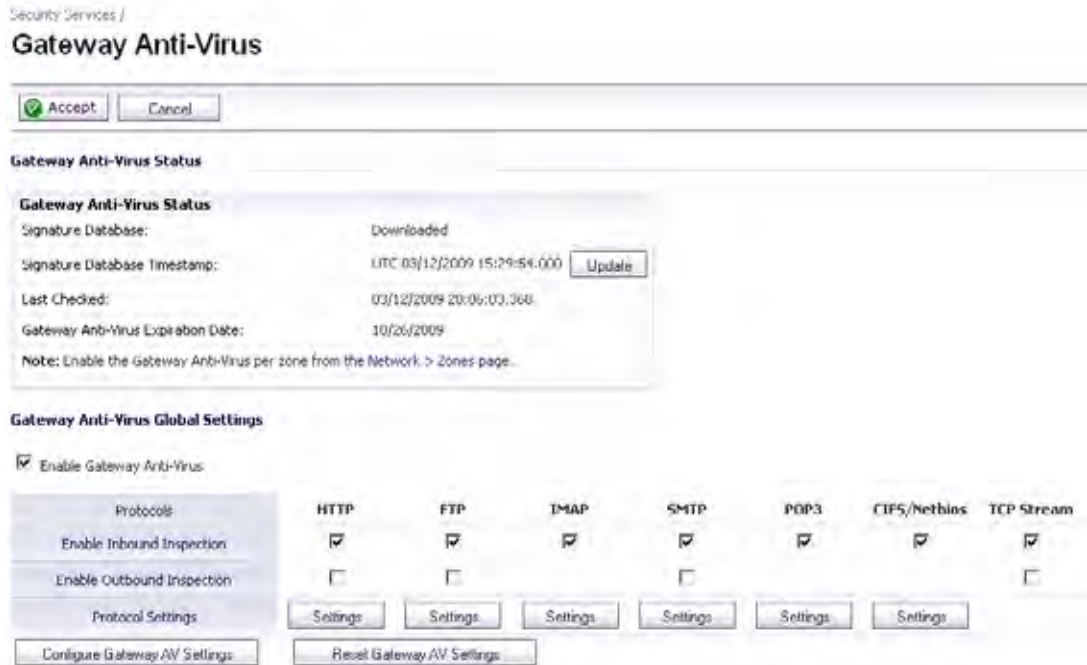 Security Services /
Gateway Anti-Virus
Accept Cancel
Gateway Anti-Virus Status
Gateway Anti-Virus Status
Signature Database: Downloaded
Signature Database Timestamp: UTC 03/12/2009 15:29:54.000 Update
Last Checked: 03/12/2009 20:06:03.368
Gateway Anti-Virus Expiration Date: 10/26/2009
Note: Enable the Gateway Anti-Virus per zone from the Network > Zones page.
Gateway Anti-Virus Global Settings
Enable Gateway Anti-Virus
Protocols HTTP FTP IMAP SMTP POP3 CIFS/Netbios TCP Stream
Enable Inbound Inspection
Enable Outbound Inspection
Protocol Settings Settings Settings Settings Settings Settings Settings
Configure Gateway AV Settings Reset Gateway AV Settings